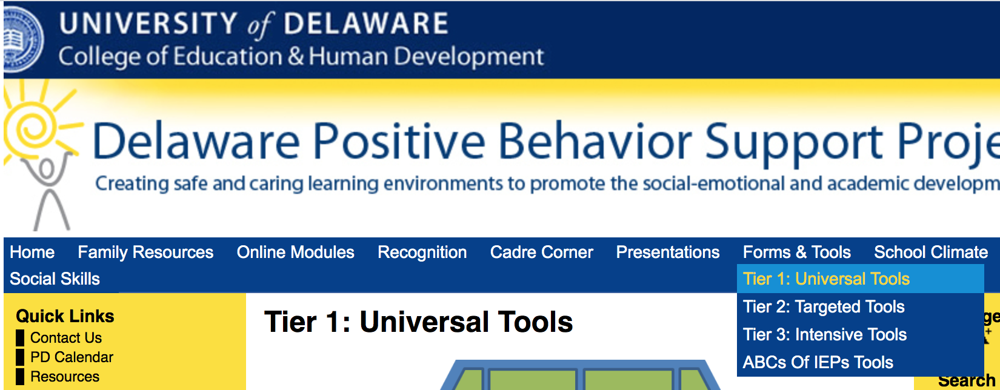 UNIVERSITY of DELAWARE
College of Education & Human Development
Delaware Positive Behavior Support
Creating safe and caring learning environments to promote the social-emotional and academic
Home Family Resources Online Modules Recognition Cadre Corner Presentations Forms & Tools School Climate
Social Skills
Tier 1: Universal Tools
Tier 2: Targeted Tools
Tier 3: Intensive Tools
ABCs Of IEPs Tools
Quick Links
Contact Us
PD Calendar
Resources
Tier 1: Universal Tools
Search